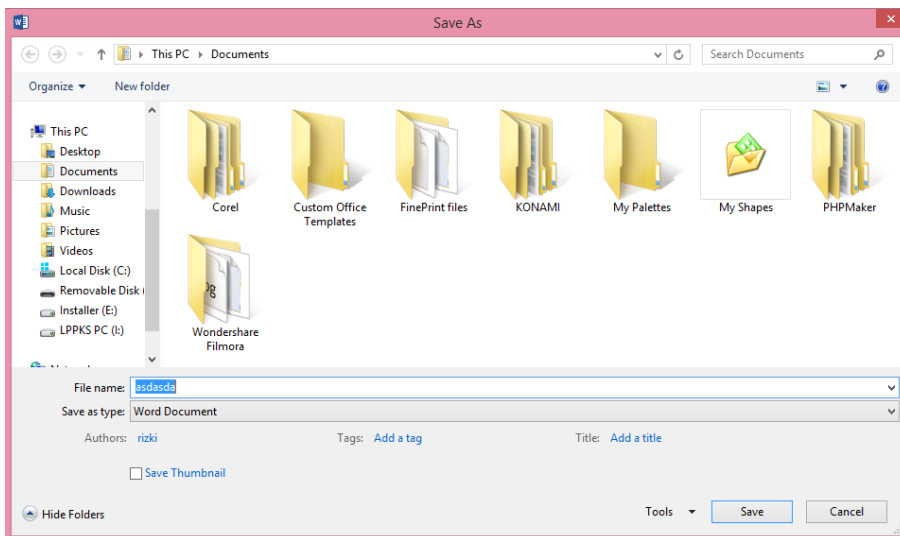 Save As
This PC Documents
Search Documents
Organize New folder
This PC
Desktop
Documents
Downloads
Music
Pictures
Videos
Local Disk (C:)
Removable Disk
Installer (E:)
LPPKS PC (I:)
Corel
Custom Office
Templates
FinePrint files
KONAMI
My Palettes
My Shapes
PHPMaker
Wondershare
Filmora
File name: asdasda
Save as type: Word Document
Authors: rizki Tags: Add a tag Title: Add a title
Save Thumbnail
Hide Folders Tools Save Cancel